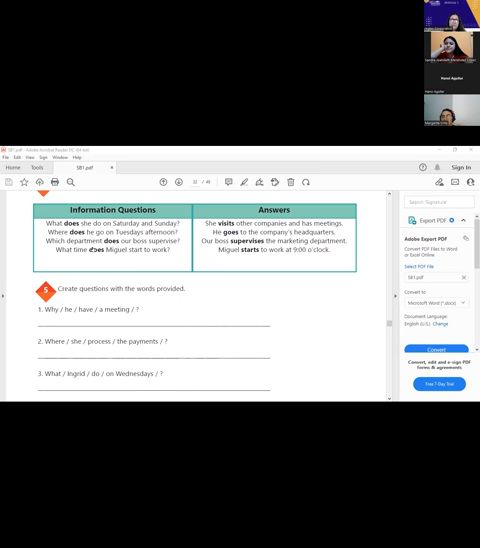 Hansi Aguilar
SB1.pdf - Adobe Acrobat Reader DC (64-bit)
File Edit View Sign Window Help
Home Tools SB1.pdf × Sign In
32 / 49
Information Questions Answers
What does she do on Saturday and Sunday? She visits other companies and has meetings.
Where does he go on Tuesdays afternoon? He goes to the company's headquarters.
Which department does our boss supervise? Our boss supervises the marketing department.
What time does Miguel start to work? Miguel starts to work at 9:00 o'clock.
5 Create questions with the words provided.
1. Why / he / have / a meeting / ?
2. Where / she / process / the payments / ?
3. What / Ingrid / do / on Wednesdays / ?
Search 'Signature'
Export PDF
Adobe Export PDF
Convert PDF Files to Word
or Excel Online
Select PDF File
SB1.pdf
Convert to
Microsoft Word (*.docx)
Document Language:
English (U.S.) Change
Convert
Convert, edit and e-sign PDF
forms & agreements
Free 7-Day Trial